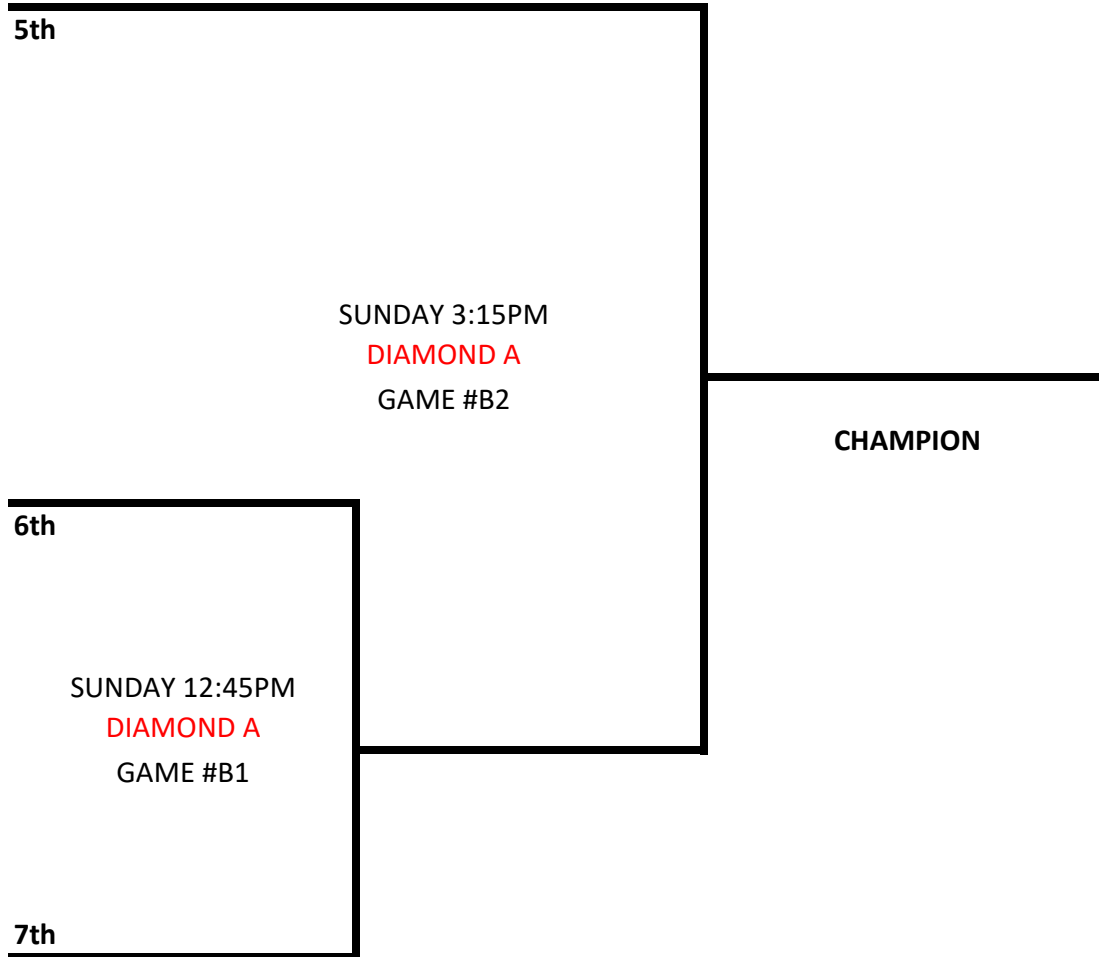 5th
SUNDAY 3:15PM
DIAMOND A
GAME #B2
CHAMPION
6th
SUNDAY 12:45PM
DIAMOND A
GAME #B1
7th